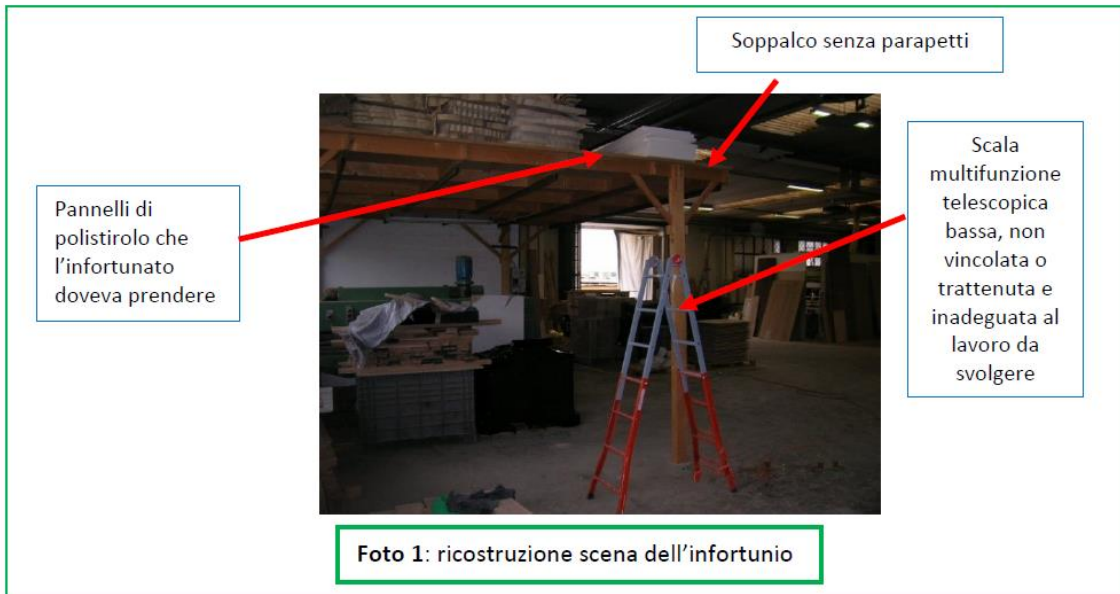 Soppalco senza parapetti
Scala
multifunzione
telescopica
bassa, non
vincolata o
trattenuta e
inadeguata al
lavoro da
svolgere
Pannelli di
polistirolo che
l’infortunato
doveva prendere
Foto 1: ricostruzione scena dell’infortunio